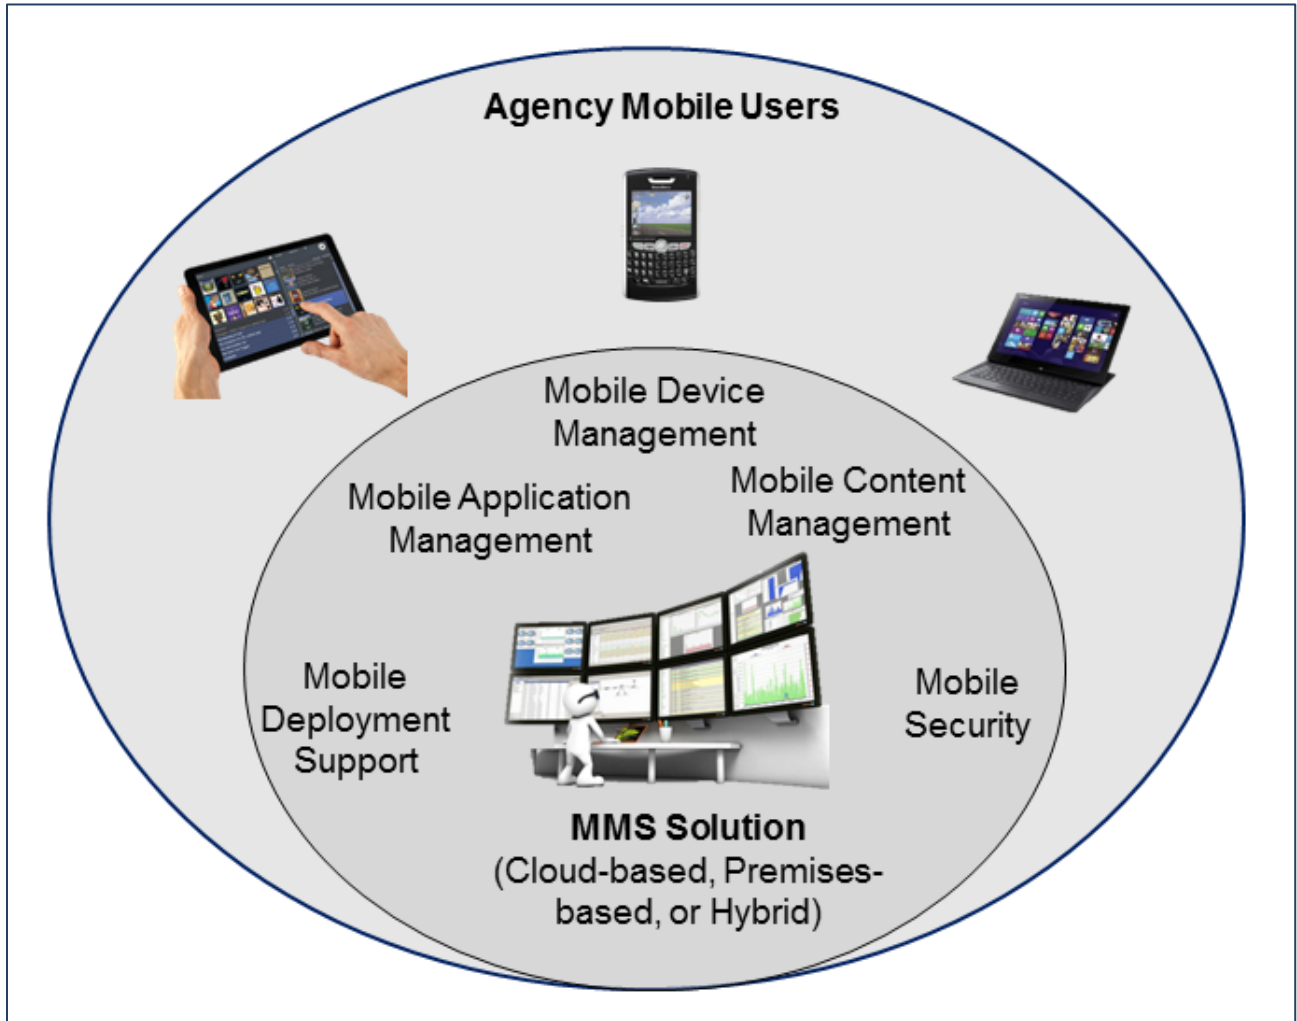 Agency Mobile Users
Mobile Device
Management
Mobile Application
Management
Mobile Content
Management
Mobile
Deployment
Support
Mobile
Security
MMS Solution
(Cloud-based, Premises-
based, or Hybrid)